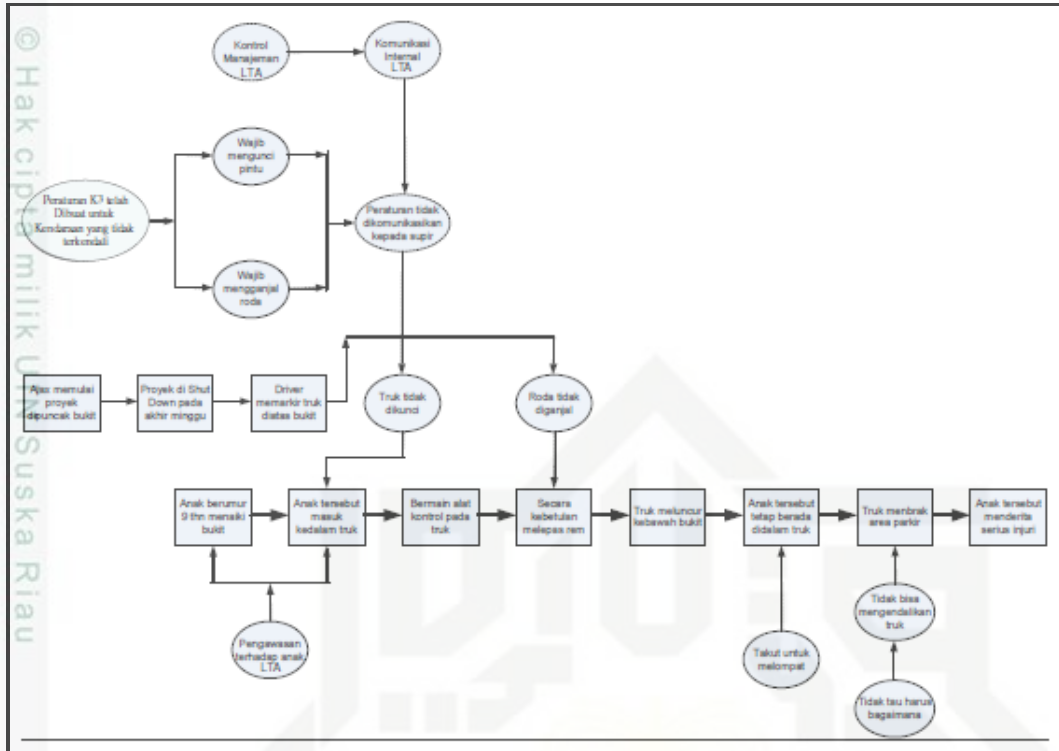 © Hak cipta milik UIN Suska Riau
Kontrol
Manajeman
LTA
Komunikasi
Internal
LTA
Wajib
mengunci
pintu
Peraturan K3 telah
Dibuat untuk
Kendaraan yang tidak
terkendali
Peraturan tidak
dikomunikasikan
kepada supir
Wajib
mengganjal
roda
Ajas memulai
proyek
dipuncak bukit
Proyek di Shut
Down pada
akhir minggu
Driver
memarkir truk
diatas bukit
Truk tidak
dikunci
Roda tidak
diganjal
Anak berumur
9 thn menaiki
bukit
Anak tersebut
masuk
kedalam truk
Bermain alat
kontrol pada
truk
Secara
kebetulan
melepas rem
Truk meluncur
kebawah bukit
Anak tersebut
tetap berada
didalam truk
Truk menbrak
area parkir
Anak tersebut
menderita
serius injuri
Pengawasan
terhadap anak
LTA
Takut untuk
melompat
Tidak bisa
mengendalikan
truk
Tidak tau harus
bagaimana